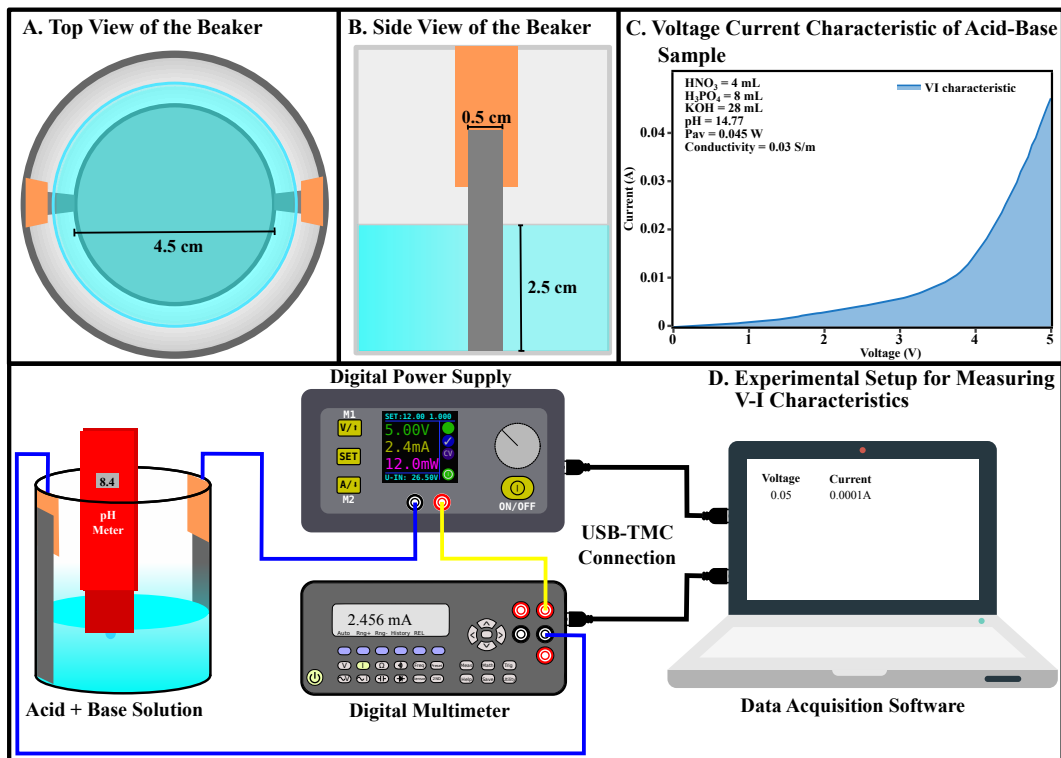 A. Top View of the Beaker
4.5 cm
B. Side View of the Beaker
0.5 cm
2.5 cm
C. Voltage Current Characteristic of Acid-Base
Sample
HNO₃ = 4 mL
H₃PO₄ = 8 mL
KOH = 28 mL
pH = 14.77
Pav = 0.045 W
Conductivity = 0.03 S/m
VI characteristic
Current (A)
0.04
0.03
0.02
0.01
0
0 1 2 3 4 5
Voltage (V)
Digital Power Supply
M1
V/⬆
SET
A/⬇
M2
SET:12.00 1.000
5.00V
2.4mA
12.0mW
U-IN: 26.50V
CV
ON/OFF
8.4
pH
Meter
Acid + Base Solution
2.456 mA
Auto Rng+ Rng- History REL
V I Ω
Meas Math Trig
Save Utility
Digital Multimeter
USB-TMC
Connection
D. Experimental Setup for Measuring
V-I Characteristics
Voltage Current
0.05 0.0001A
Data Acquisition Software